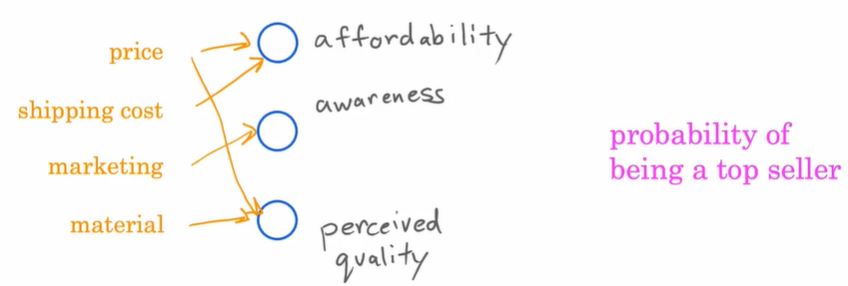 price
shipping cost
marketing
material
affordability
awareness
perceived
quality
probability of
being a top seller